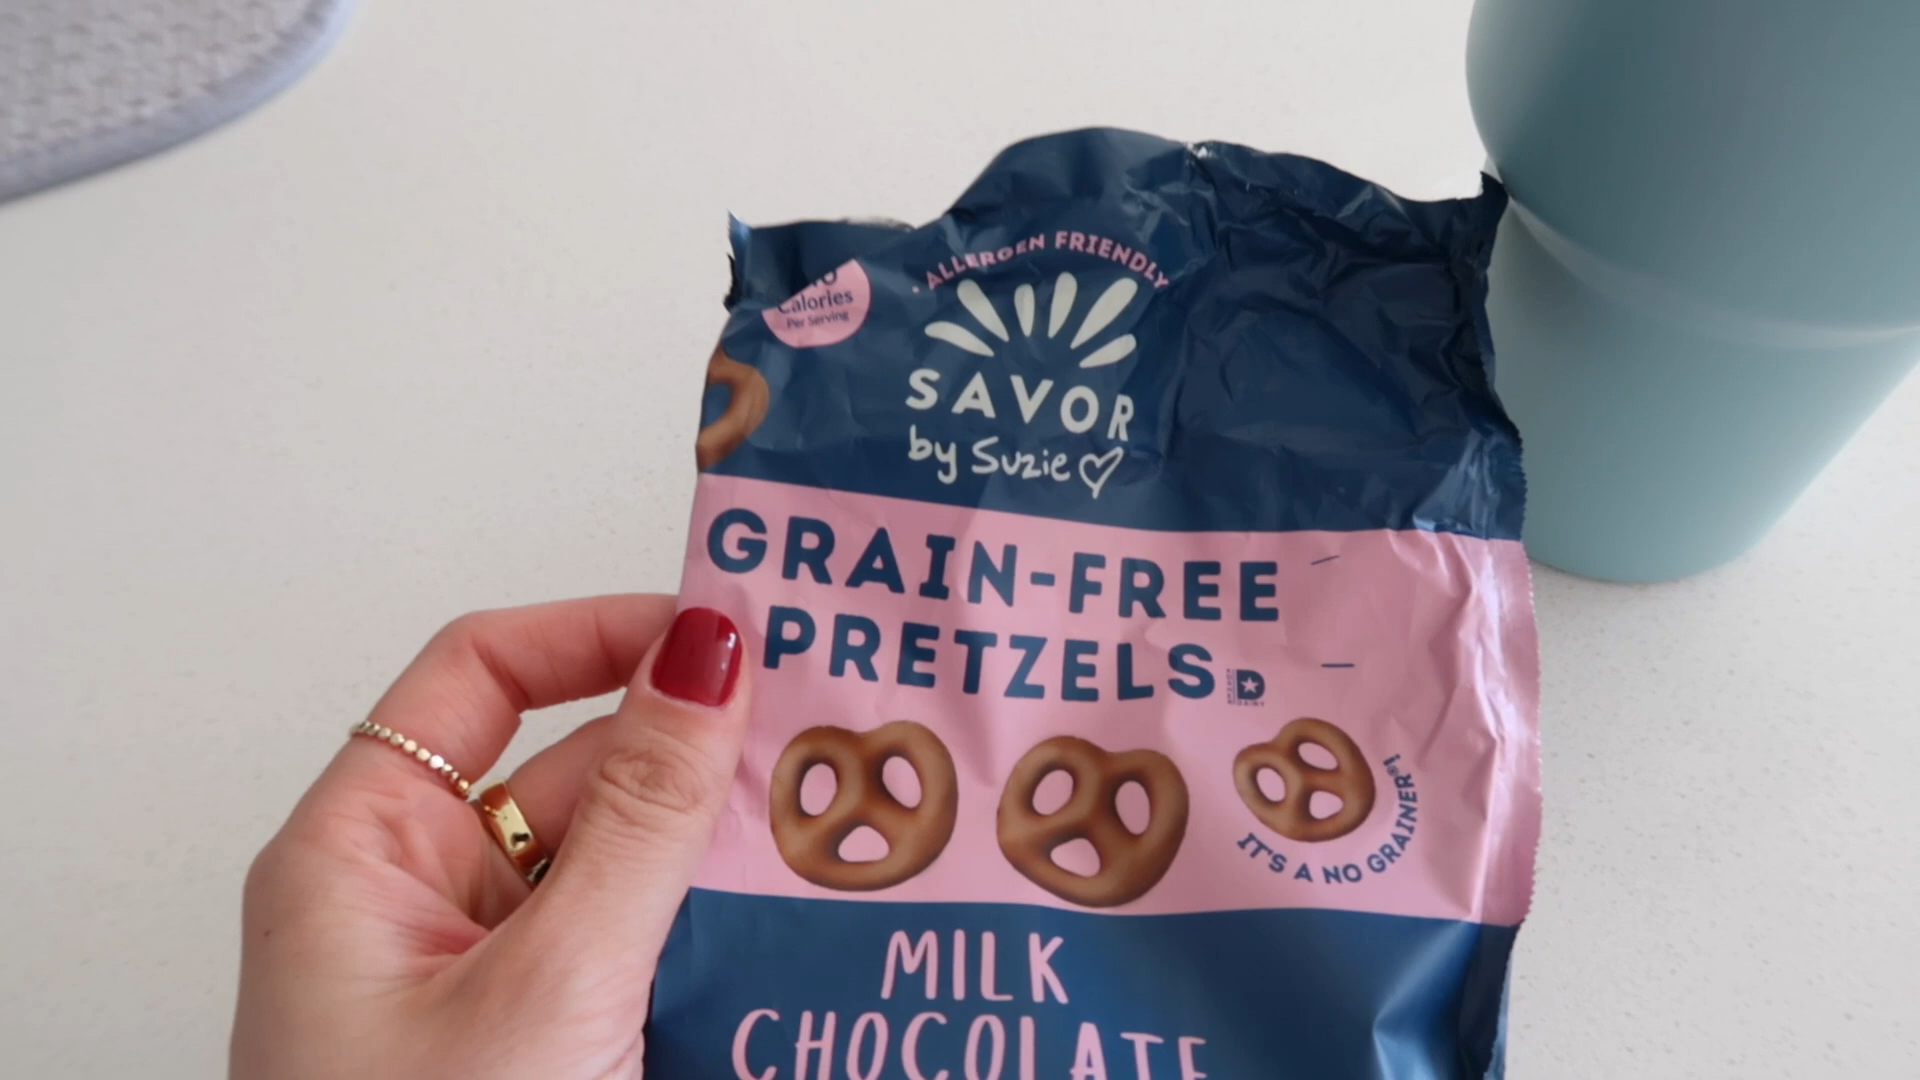 ALLERGEN FRIENDLY
Calories
Per Serving
SAVOR
by Suzie
GRAIN-FREE
PRETZELS
D
IT'S A NO GRAINER®!
MILK
CHOCOLATE